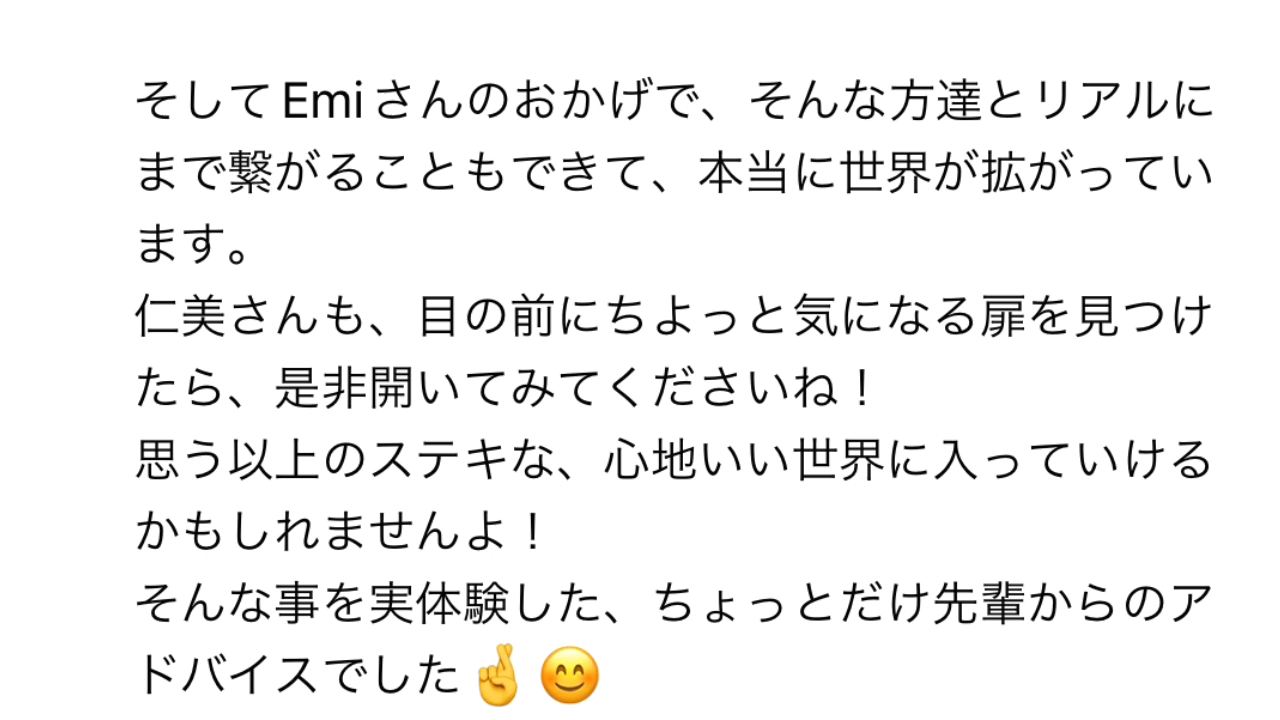 そしてEmiさんのおかげで、そんな方達とリアルに
まで繋がることもできて、本当に世界が拡がってい
ます。
仁美さんも、目の前にちよっと気になる扉を見つけ
たら、是非開いてみてくださいね！
思う以上のステキな、心地いい世界に入っていける
かもしれませんよ！
そんな事を実体験した、ちょっとだけ先輩からのア
ドバイスでした🤞😊